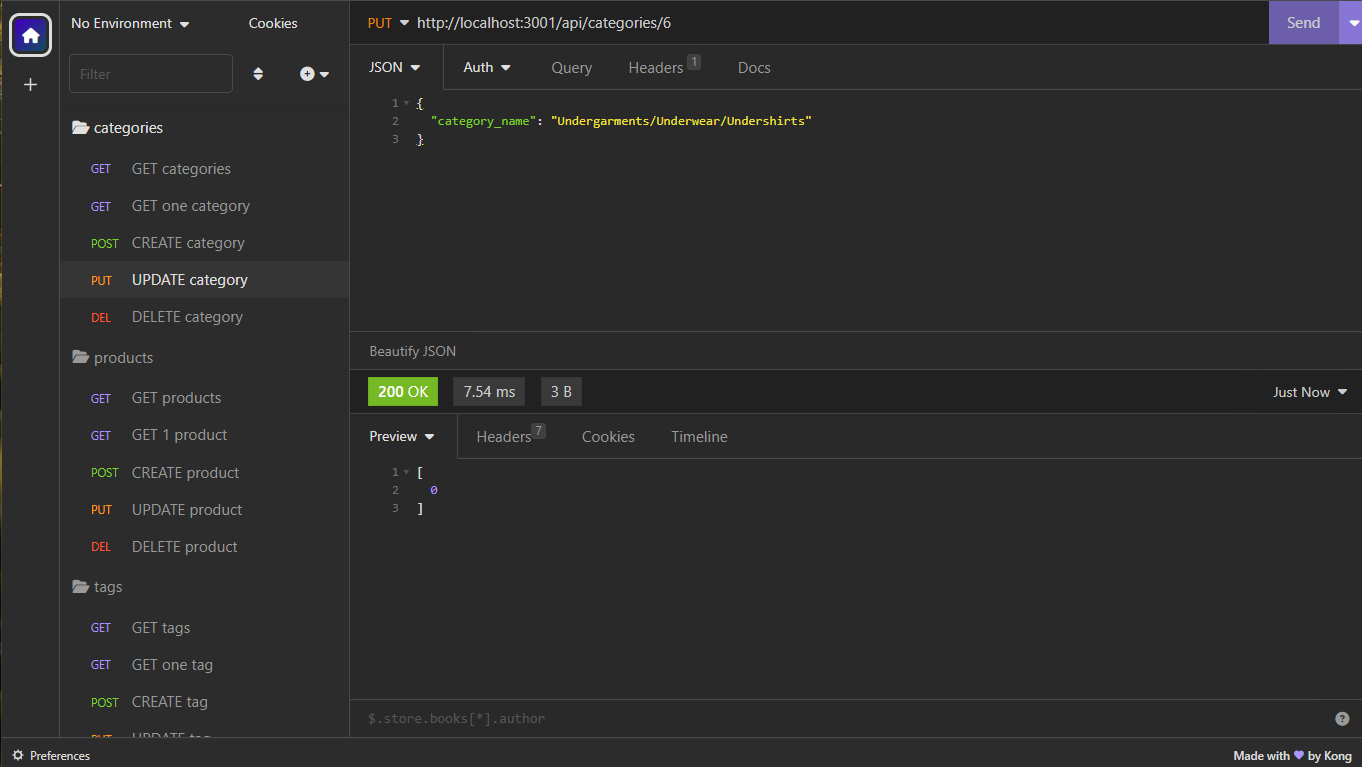 No Environment
Cookies
Filter
categories
GET GET categories
GET GET one category
POST CREATE category
PUT UPDATE category
DEL DELETE category
products
GET GET products
GET GET 1 product
POST CREATE product
PUT UPDATE product
DEL DELETE product
tags
GET GET tags
GET GET one tag
POST CREATE tag
PUT UPDATE tag
Preferences
PUT http://localhost:3001/api/categories/6
Send
JSON Auth Query Headers 1 Docs
1 {
2 "category_name": "Undergarments/Underwear/Undershirts"
3 }
Beautify JSON
200 OK 7.54 ms 3 B Just Now
Preview Headers 7 Cookies Timeline
1 [
2 0
3 ]
$.store.books[*].author
Made with by Kong